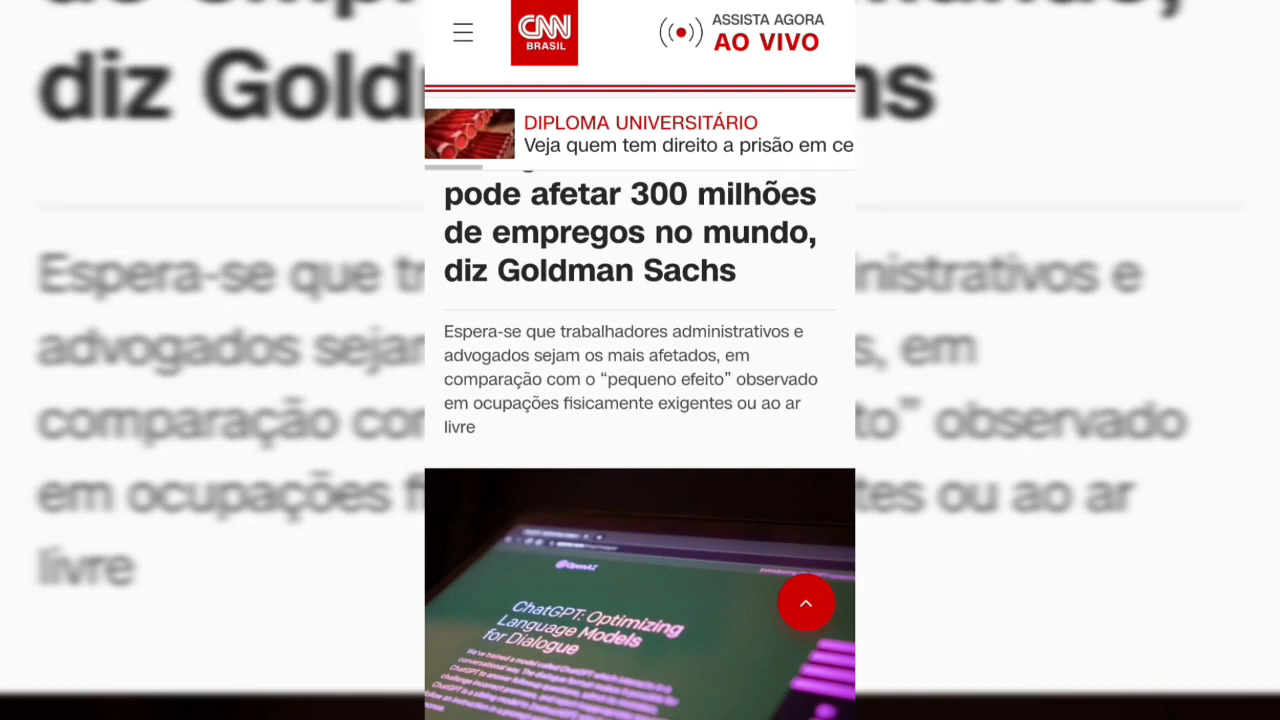 CNN
BRASIL
ASSISTA AGORA
AO VIVO
DIPLOMA UNIVERSITÁRIO
Veja quem tem direito a prisão em ce
pode afetar 300 milhões
de empregos no mundo,
diz Goldman Sachs
Espera-se que trabalhadores administrativos e
advogados sejam os mais afetados, em
comparação com o “pequeno efeito” observado
em ocupações fisicamente exigentes ou ao ar
livre
OpenAI
ChatGPT: Optimizing
Language Models
for Dialogue